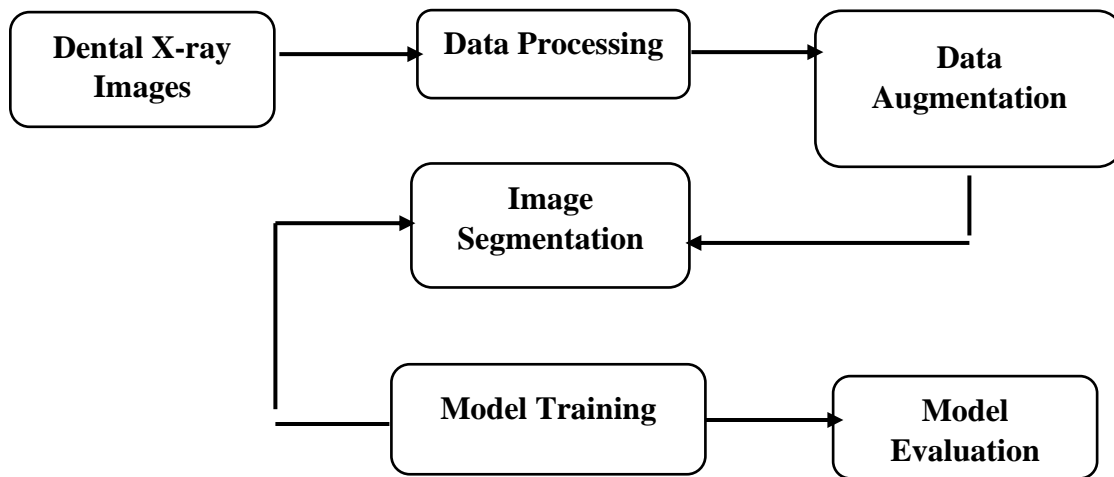 Dental X-ray
Images
Data Processing
Data
Augmentation
Image
Segmentation
Model Training
Model
Evaluation